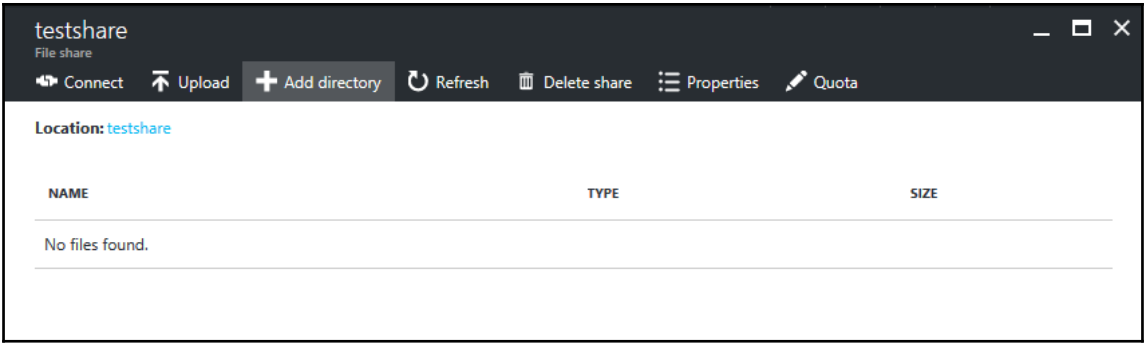 testshare
File share
Connect Upload Add directory Refresh Delete share Properties Quota
Location: testshare
NAME TYPE SIZE
No files found.